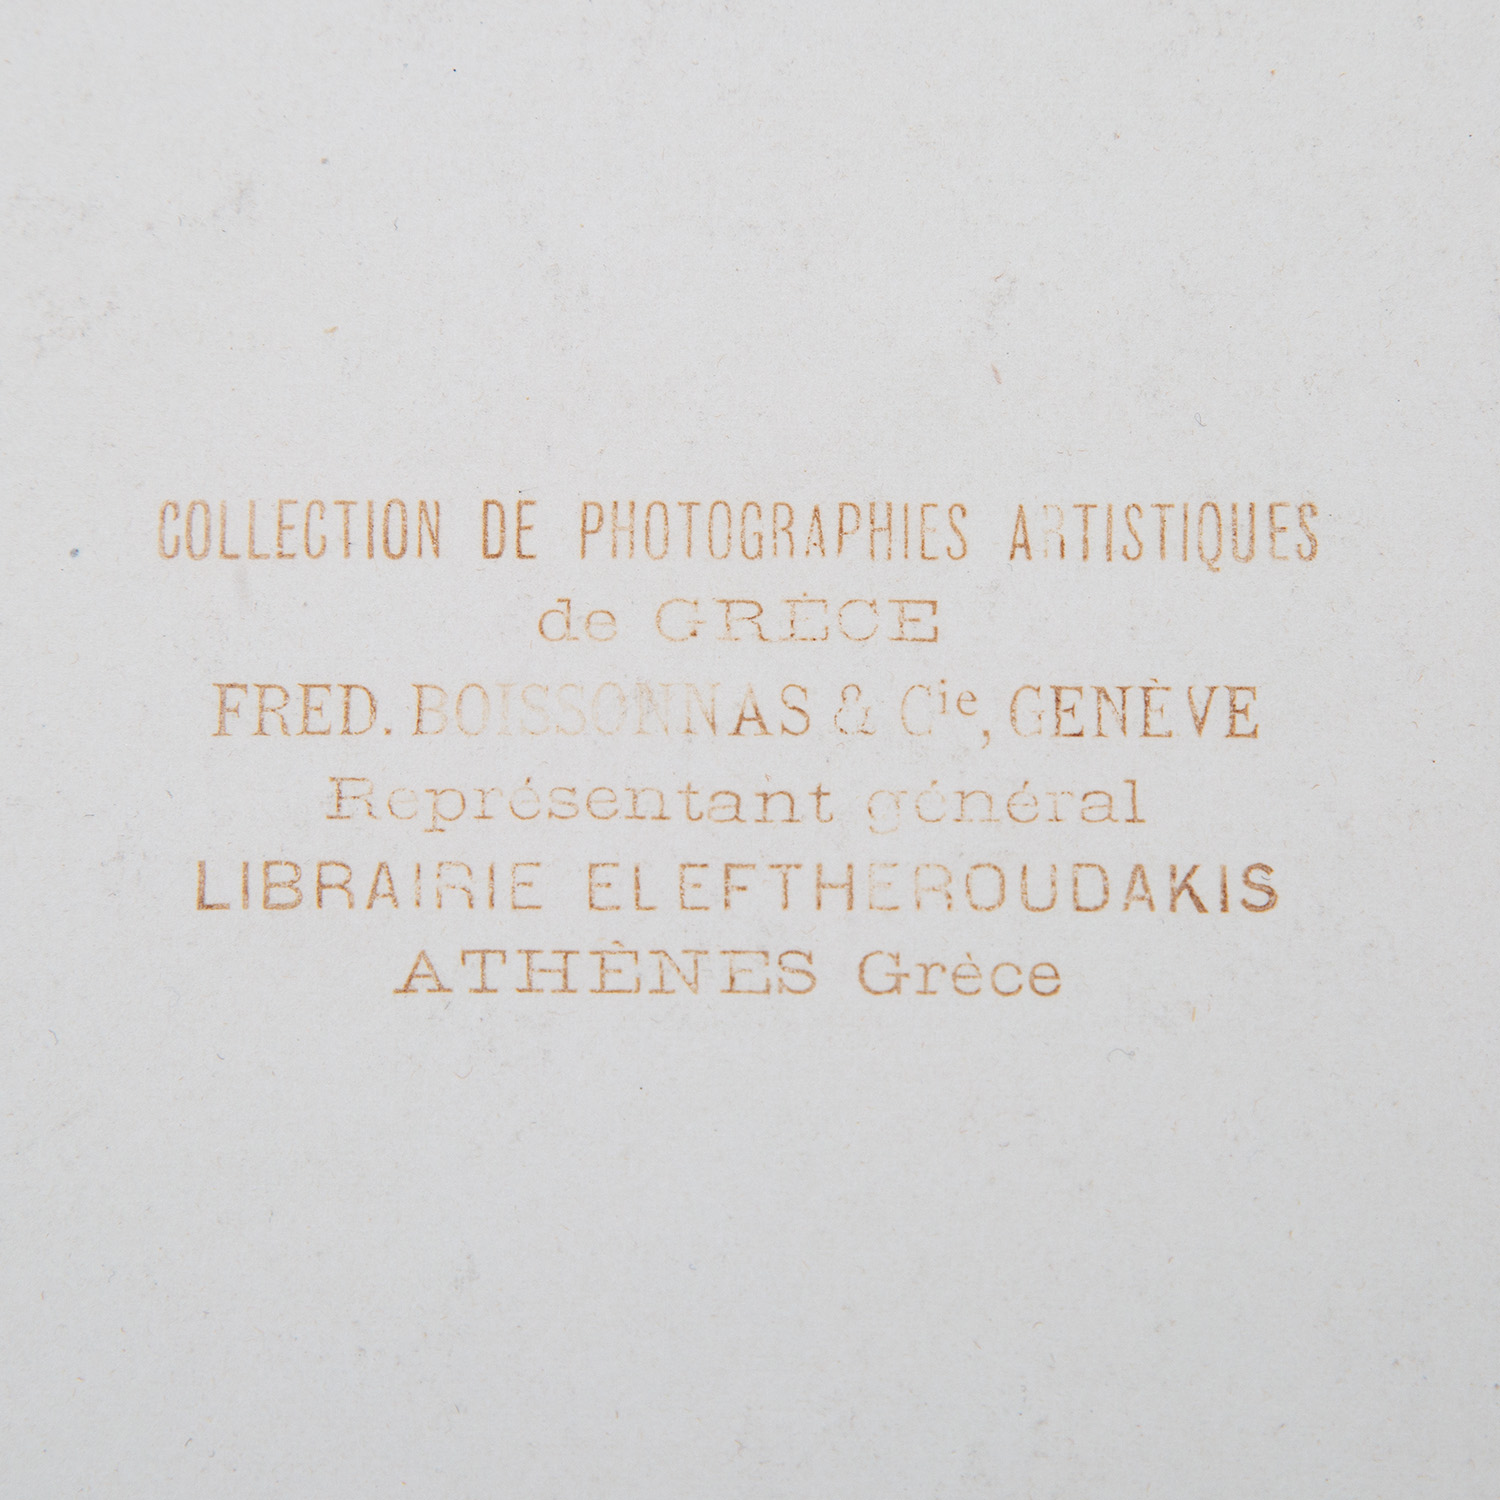 COLLECTION DE PHOTOGRAPHIES ARTISTIQUES
de GRÈCE
FRED. BOISSONNAS & Cie, GENÈVE
Représentant général
LIBRAIRIE ELEFTHEROUDAKIS
ATHÈNES Grèce